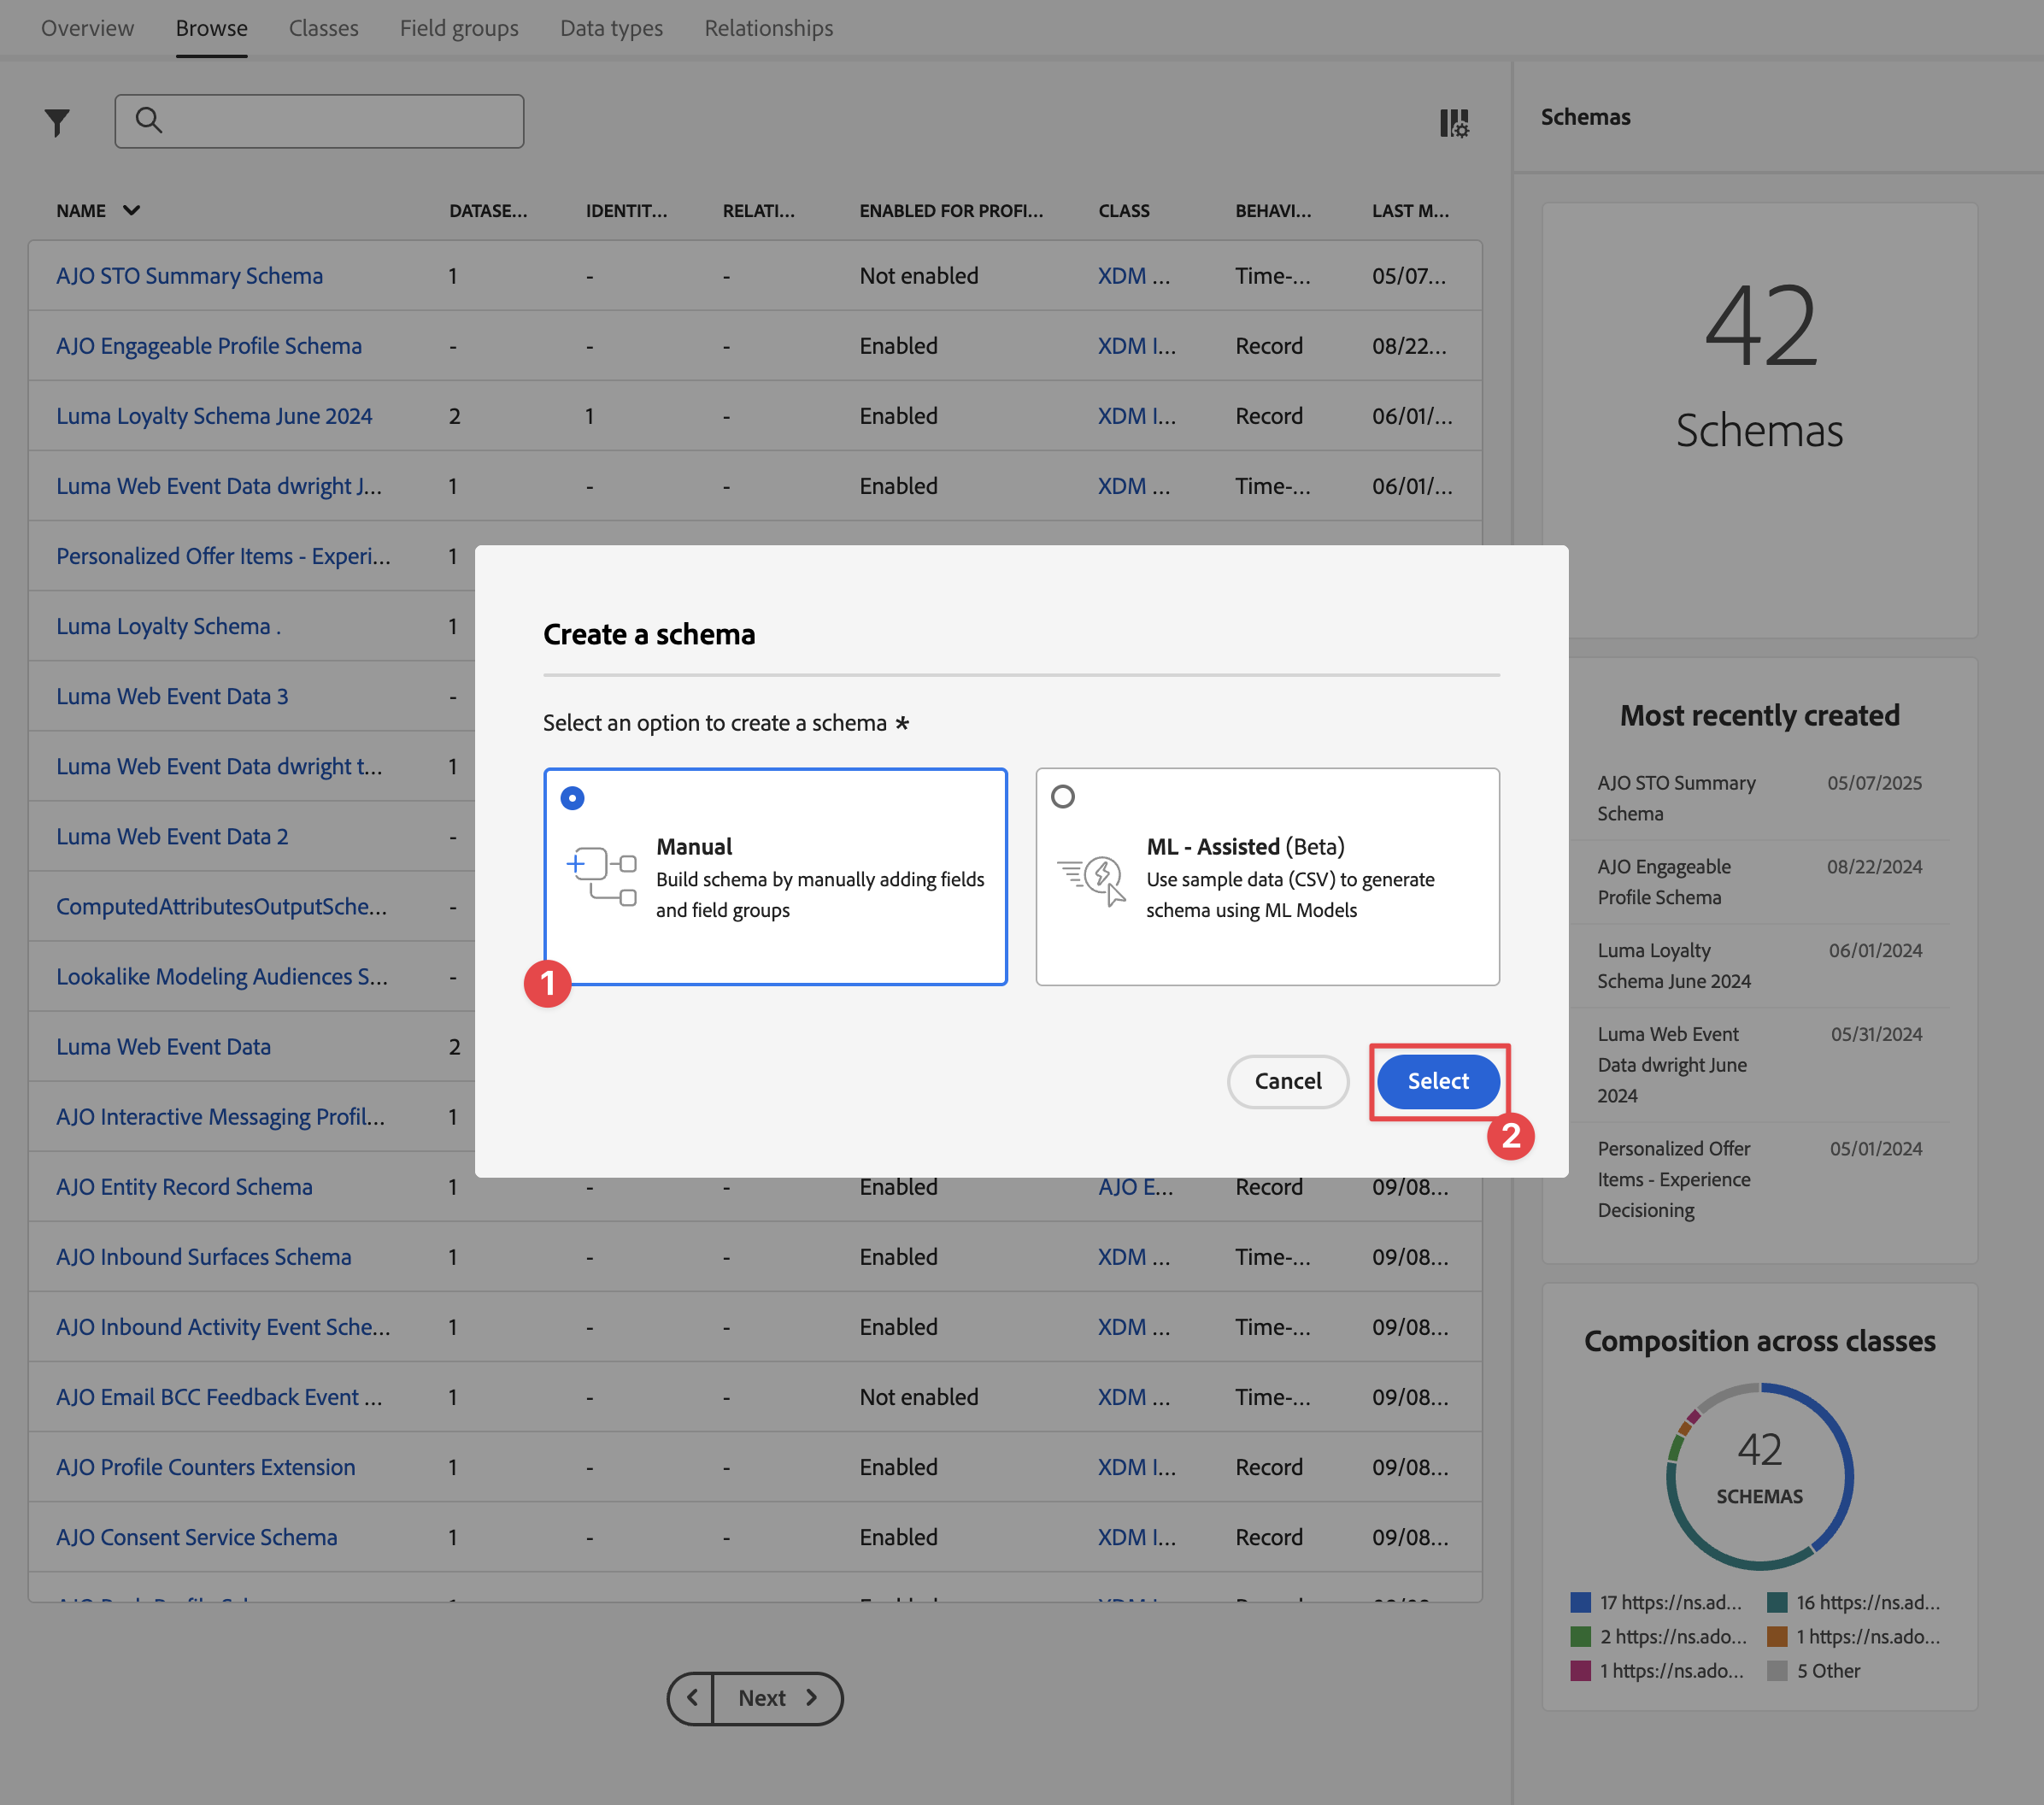 Overview Browse Classes Field groups Data types Relationships
Schemas
NAME DATASE... IDENTIT... RELATI... ENABLED FOR PROFI... CLASS BEHAVI... LAST M...
AJO STO Summary Schema 1 - - Not enabled XDM ... Time-... 05/07...
AJO Engageable Profile Schema - - - Enabled XDM I... Record 08/22...
Luma Loyalty Schema June 2024 2 1 - Enabled XDM I... Record 06/01/...
Luma Web Event Data dwright J... 1 - - Enabled XDM ... Time-... 06/01/...
Personalized Offer Items - Experi... 1
Luma Loyalty Schema . 1
Luma Web Event Data 3 -
Luma Web Event Data dwright t... 1
Luma Web Event Data 2 -
ComputedAttributesOutputSche... -
Lookalike Modeling Audiences S... -
Luma Web Event Data 2
AJO Interactive Messaging Profil... 1
AJO Entity Record Schema 1 - - Enabled AJO E... Record 09/08...
AJO Inbound Surfaces Schema 1 - - Enabled XDM ... Time-... 09/08...
AJO Inbound Activity Event Sche... 1 - - Enabled XDM ... Time-... 09/08...
AJO Email BCC Feedback Event ... 1 - - Not enabled XDM ... Time-... 09/08...
AJO Profile Counters Extension 1 - - Enabled XDM I... Record 09/08...
AJO Consent Service Schema 1 - - Enabled XDM I... Record 09/08...
Next
Create a schema
Select an option to create a schema *
Manual
Build schema by manually adding fields
and field groups
1
ML - Assisted (Beta)
Use sample data (CSV) to generate
schema using ML Models
Cancel Select
2
42
Schemas
Most recently created
AJO STO Summary 05/07/2025
Schema
AJO Engageable 08/22/2024
Profile Schema
Luma Loyalty 06/01/2024
Schema June 2024
Luma Web Event 05/31/2024
Data dwright June
2024
Personalized Offer 05/01/2024
Items - Experience
Decisioning
Composition across classes
42
SCHEMAS
17 https://ns.ad... 16 https://ns.ad...
2 https://ns.ado... 1 https://ns.ado...
1 https://ns.ado... 5 Other